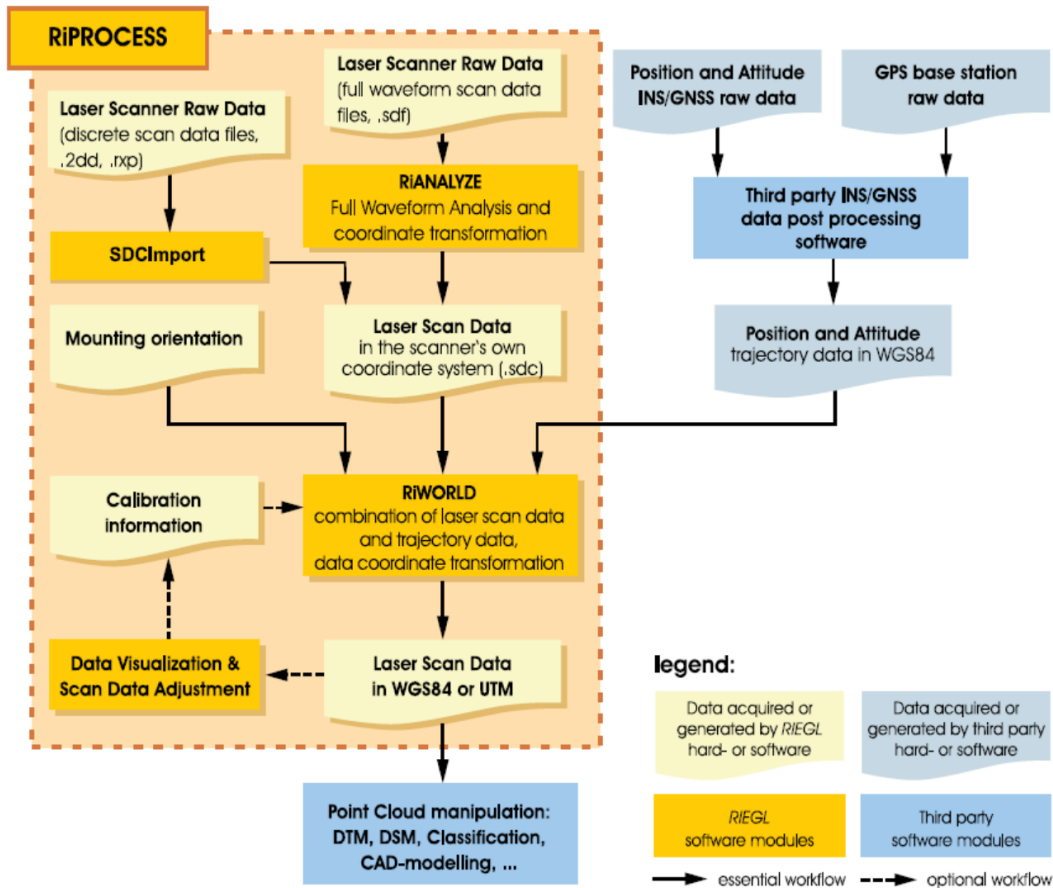 RiPROCESS
Laser Scanner Raw Data
(discrete scan data files,
.2dd, .rxp)
Laser Scanner Raw Data
(full waveform scan data
files, .sdf)
Position and Attitude
INS/GNSS raw data
GPS base station
raw data
RiANALYZE
Full Waveform Analysis and
coordinate transformation
Third party INS/GNSS
data post processing
software
SDCImport
Mounting orientation
Laser Scan Data
in the scanner's own
coordinate system (.sdc)
Position and Attitude
trajectory data in WGS84
Calibration
information
RiWORLD
combination of laser scan data
and trajectory data,
data coordinate transformation
Data Visualization &
Scan Data Adjustment
Laser Scan Data
in WGS84 or UTM
Point Cloud manipulation:
DTM, DSM, Classification,
CAD-modelling, ...
legend:
Data acquired or
generated by RIEGL
hard- or software
Data acquired or
generated by third party
hard- or software
RIEGL
software modules
Third party
software modules
essential workflow
optional workflow